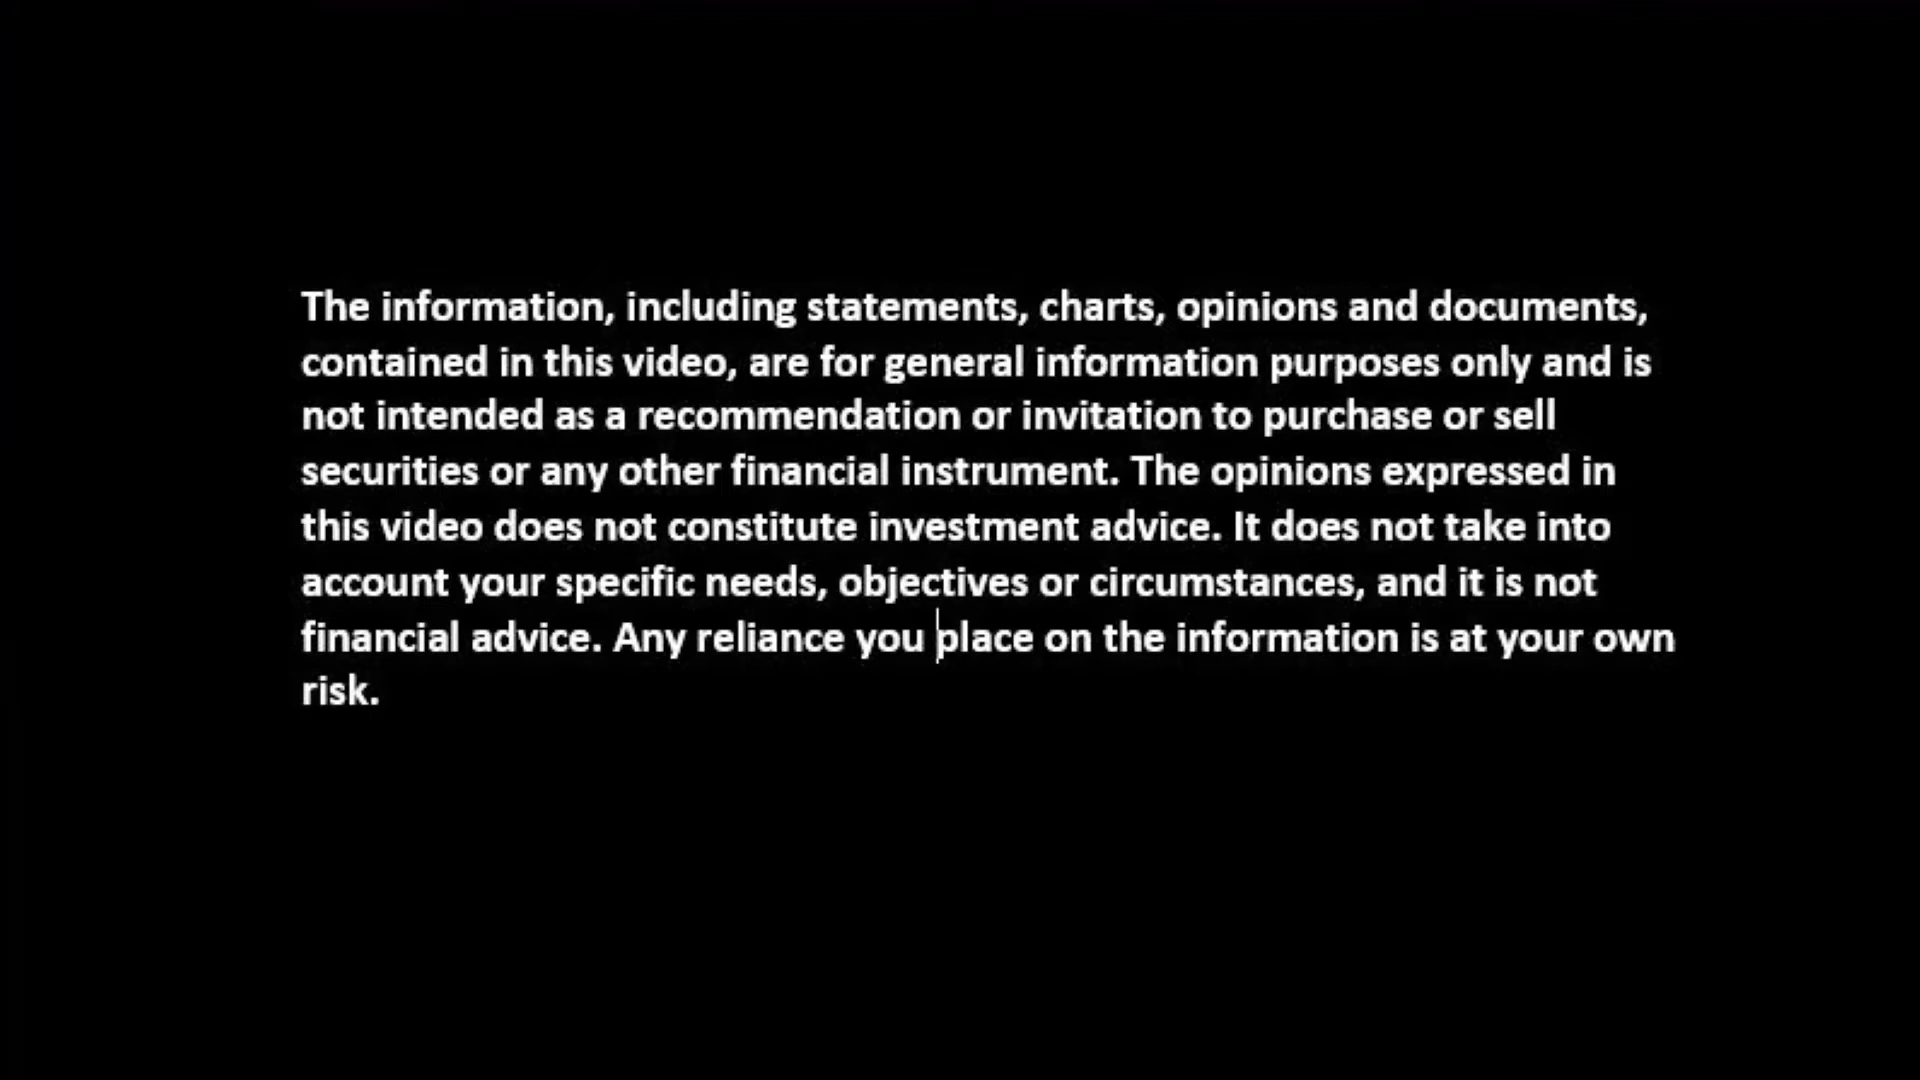 The information, including statements, charts, opinions and documents,
contained in this video, are for general information purposes only and is
not intended as a recommendation or invitation to purchase or sell
securities or any other financial instrument. The opinions expressed in
this video does not constitute investment advice. It does not take into
account your specific needs, objectives or circumstances, and it is not
financial advice. Any reliance you place on the information is at your own
risk.